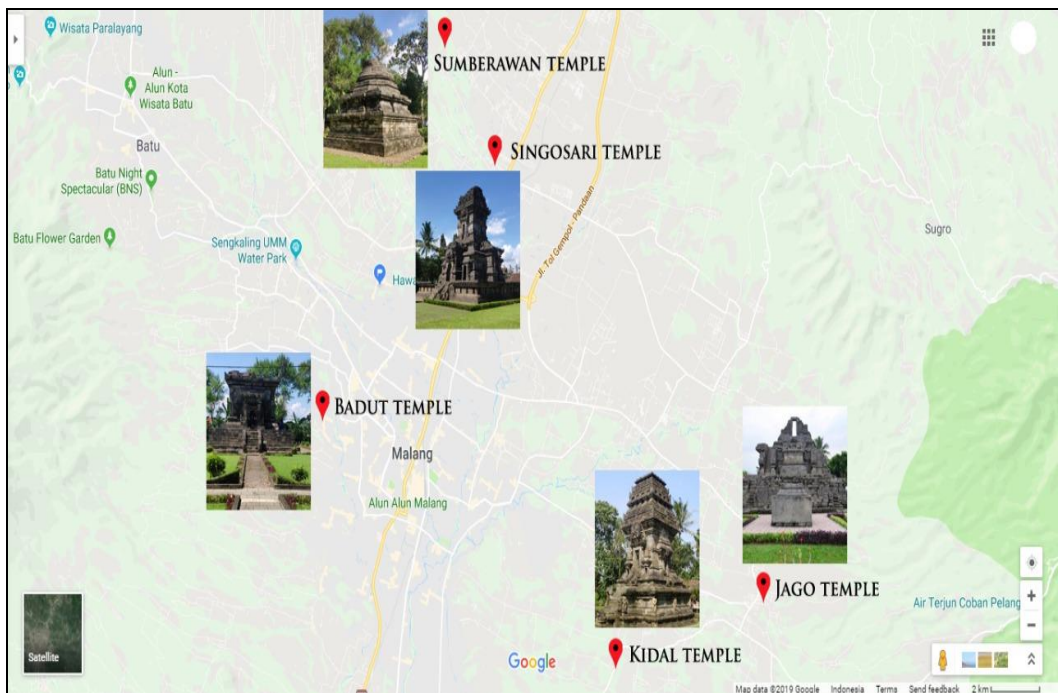 Wisata Paralayang
SUMBERAWAN TEMPLE
Alun -
Alun Kota
Wisata Batu
Batu
SINGOSARI TEMPLE
Batu Night
Spectacular (BNS)
Jl. Tol Gempol - Pandaan
Batu Flower Garden
Sengkaling UMM
Water Park
Sugro
Hawa
BADUT TEMPLE
Malang
Alun Alun Malang
JAGO TEMPLE
Air Terjun Coban Pelang
KIDAL TEMPLE
Satellite
Google
Map data ©2019 Google Indonesia Terms Send feedback 2 km